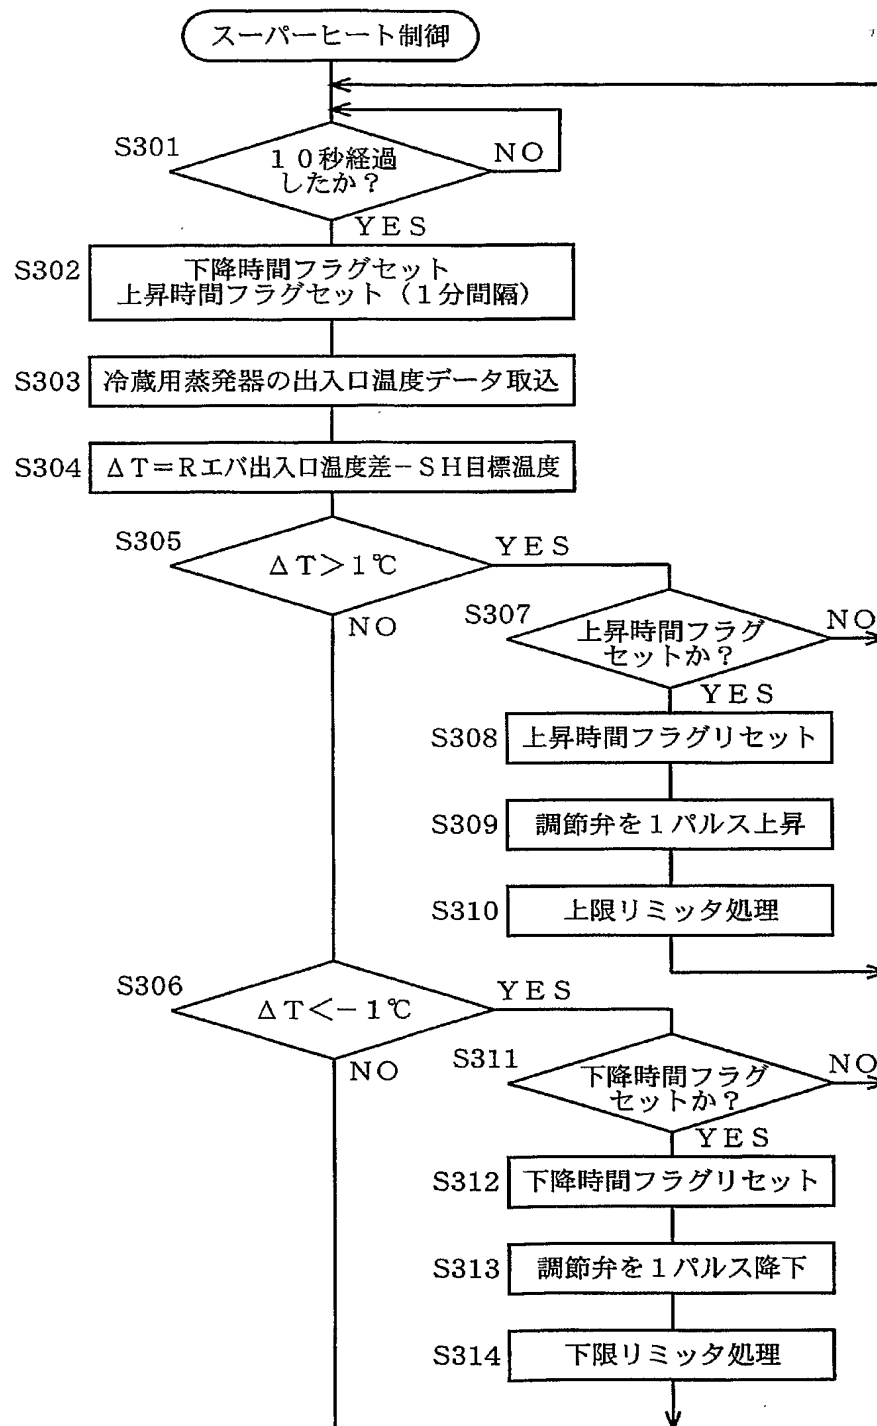 スーパーヒート制御
S301
１０秒経過
したか？
NO
YES
S302
下降時間フラグセット
上昇時間フラグセット（1分間隔）
S303
冷蔵用蒸発器の出入口温度データ取込
S304
ΔT＝Rエバ出入口温度差－SH目標温度
S305
ΔT＞1℃
YES
NO
S307
上昇時間フラグ
セットか？
NO
YES
S308
上昇時間フラグリセット
S309
調節弁を1パルス上昇
S310
上限リミッタ処理
S306
ΔT＜－1℃
YES
NO
S311
下降時間フラグ
セットか？
NO
YES
S312
下降時間フラグリセット
S313
調節弁を1パルス降下
S314
下限リミッタ処理